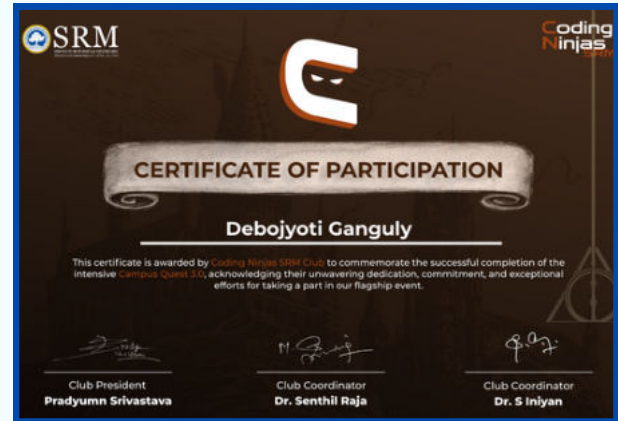 SRM
Coding
Ninjas
SRM
CERTIFICATE OF PARTICIPATION
Debojyoti Ganguly
This certificate is awarded by Coding Ninjas SRM Club to commemorate the successful completion of the
intensive Campus Quest 3.0, acknowledging their unwavering dedication, commitment, and exceptional
efforts for taking a part in our flagship event.
Club President
Pradyumn Srivastava
Club Coordinator
Dr. Senthil Raja
Club Coordinator
Dr. S Iniyan